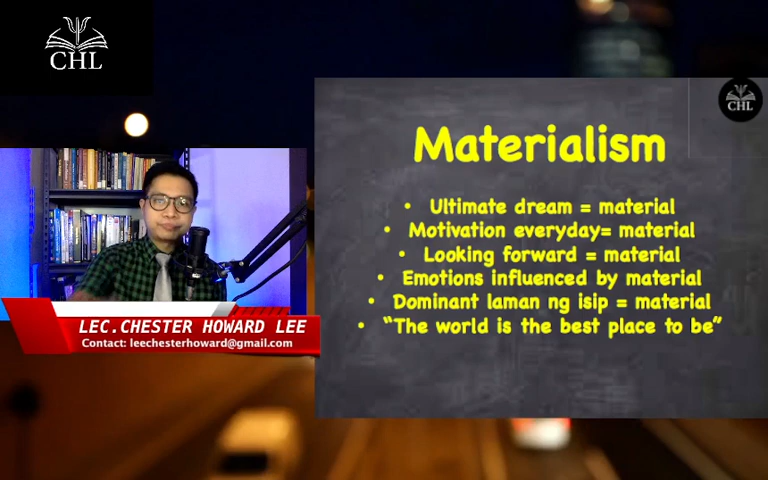 CHL
CHL
Materialism
• Ultimate dream = material
• Motivation everyday= material
• Looking forward = material
• Emotions influenced by material
• Dominant laman ng isip = material
• "The world is the best place to be"
LEC.CHESTER HOWARD LEE
Contact: leechesterhoward@gmail.com